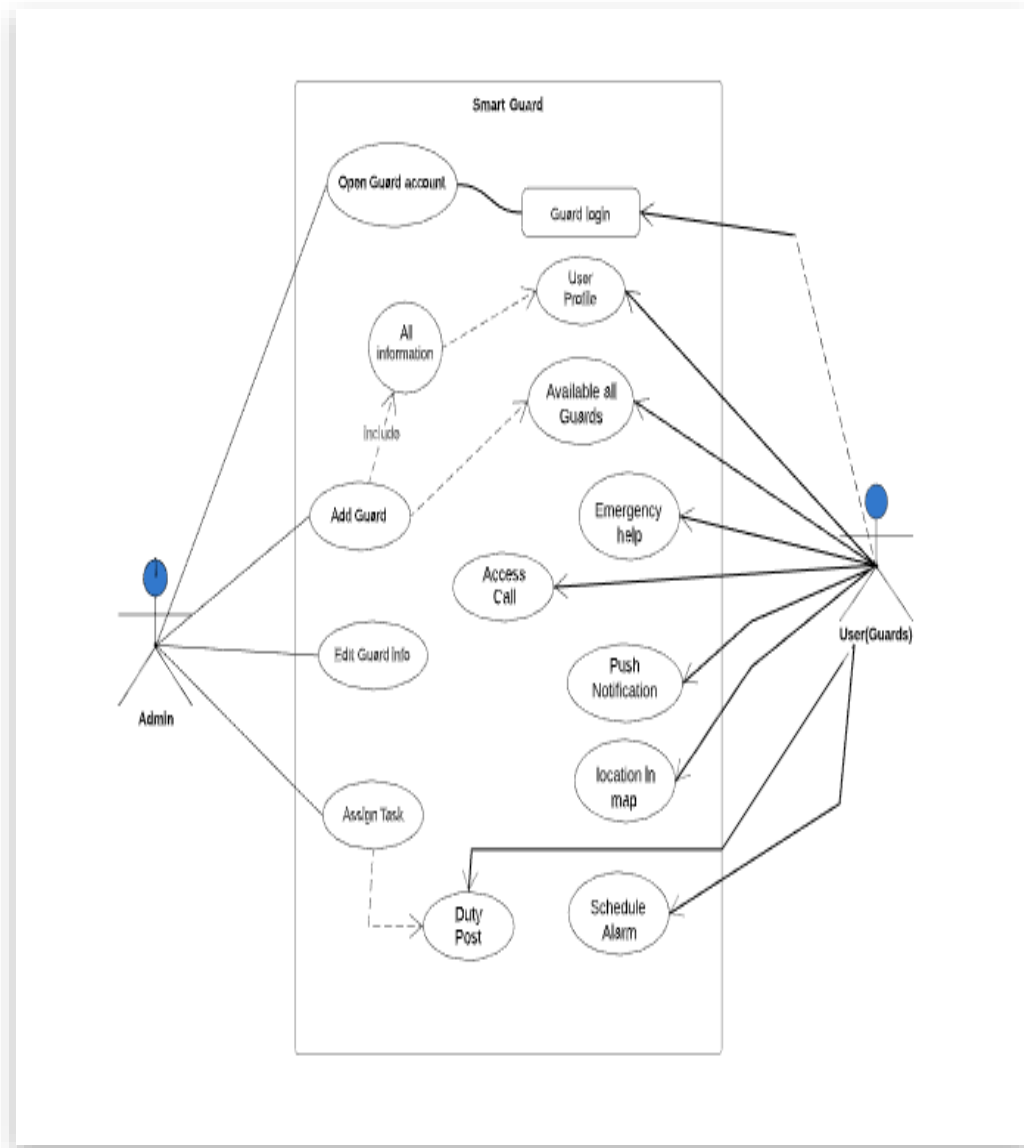 Smart Guard
Open Guard account
Guard login
User
Profile
All
information
Available all
Guards
Include
Add Guard
Emergency
help
Access
Call
User(Guards)
Edit Guard info
Push
Notification
Admin
location in
map
Assign Task
Duty
Post
Schedule
Alarm